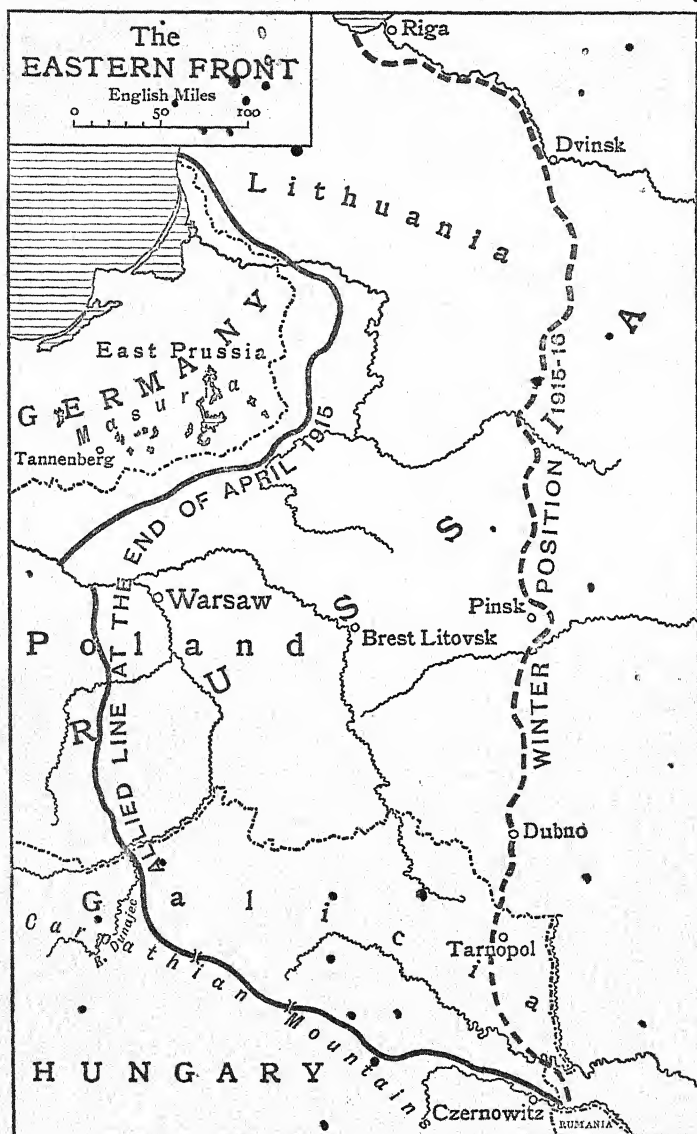 The
EASTERN FRONT
English Miles
0 50 100
Riga
Dvinsk
Lithuania
RUSSIA
1915-16
GERMANY
East Prussia
Masuria
Tannenberg
ALLIED LINE AT THE END OF APRIL 1915
WINTER POSITION
Warsaw
Poland
Pinsk
Brest Litovsk
Dubno
Galicia
Tarnopol
R. Dunajec
Carpathian Mountains
HUNGARY
Czernowitz
RUMANIA